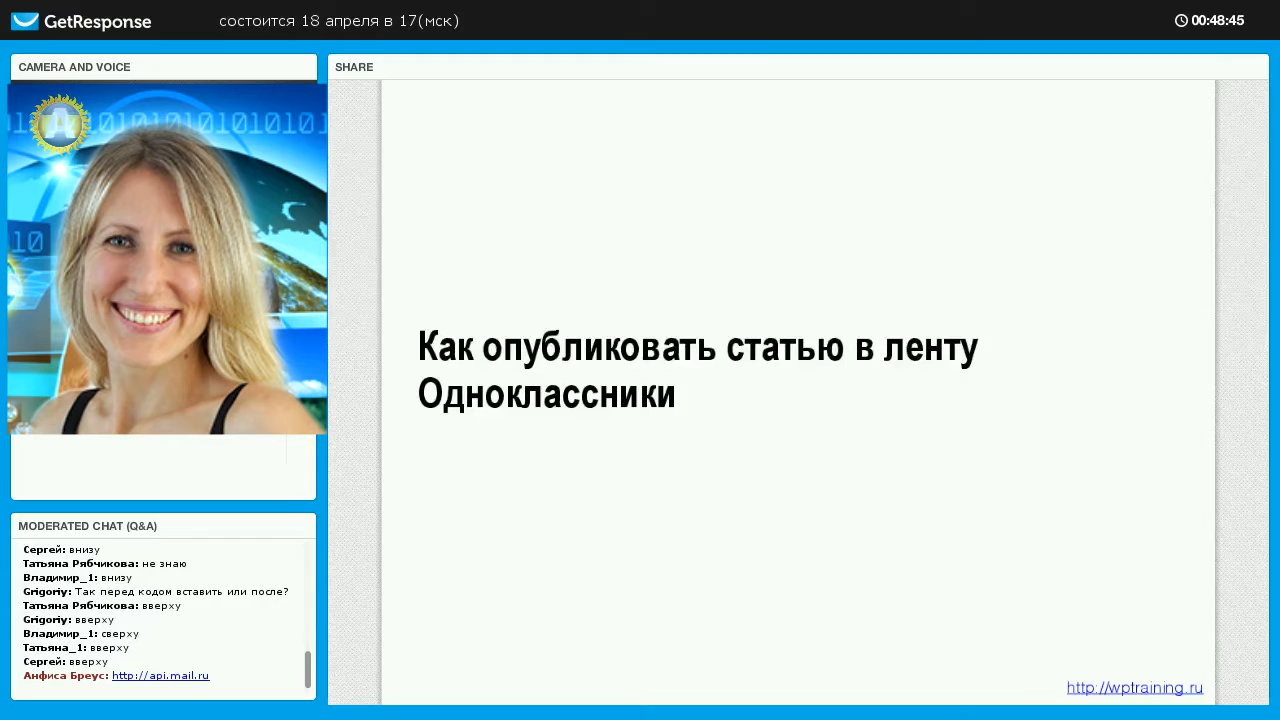 GetResponse
состоится 18 апреля в 17(мск)
00:48:45
CAMERA AND VOICE
SHARE
Как опубликовать статью в ленту
Одноклассники
http://wptraining.ru
MODERATED CHAT (Q&A)
Сергей: внизу
Татьяна Рябчикова: не знаю
Владимир_1: внизу
Grigoriy: Так перед кодом вставить или после?
Татьяна Рябчикова: вверху
Grigoriy: вверху
Владимир_1: сверху
Татьяна_1: вверху
Сергей: вверху
Анфиса Бреус: http://api.mail.ru